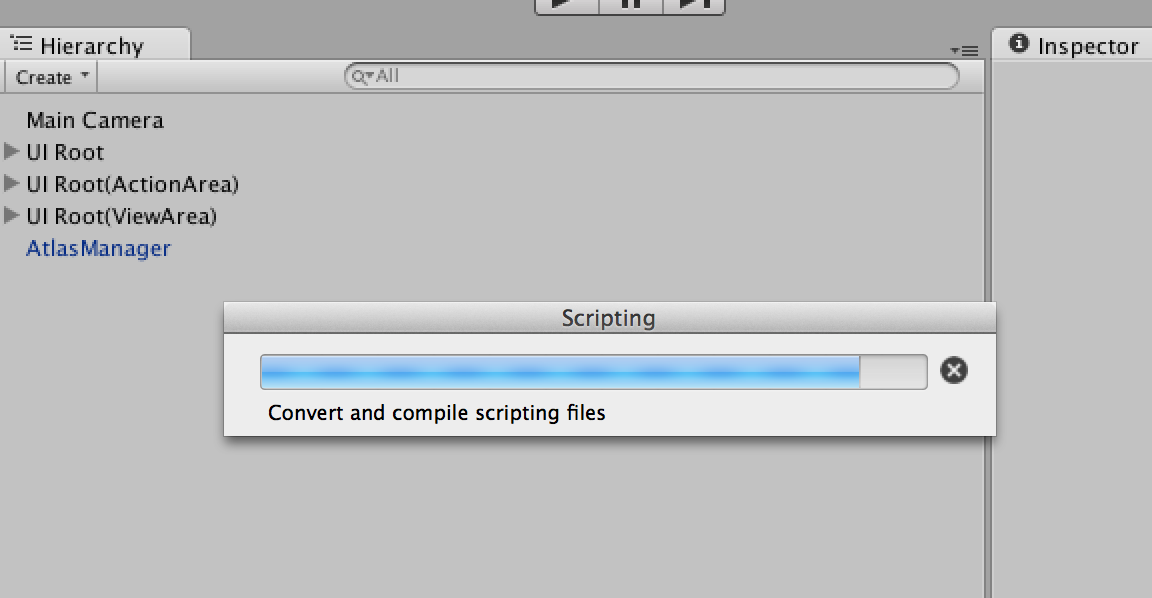 Hierarchy
Inspector
Create
All
Main Camera
UI Root
UI Root(ActionArea)
UI Root(ViewArea)
AtlasManager
Scripting
Convert and compile scripting files